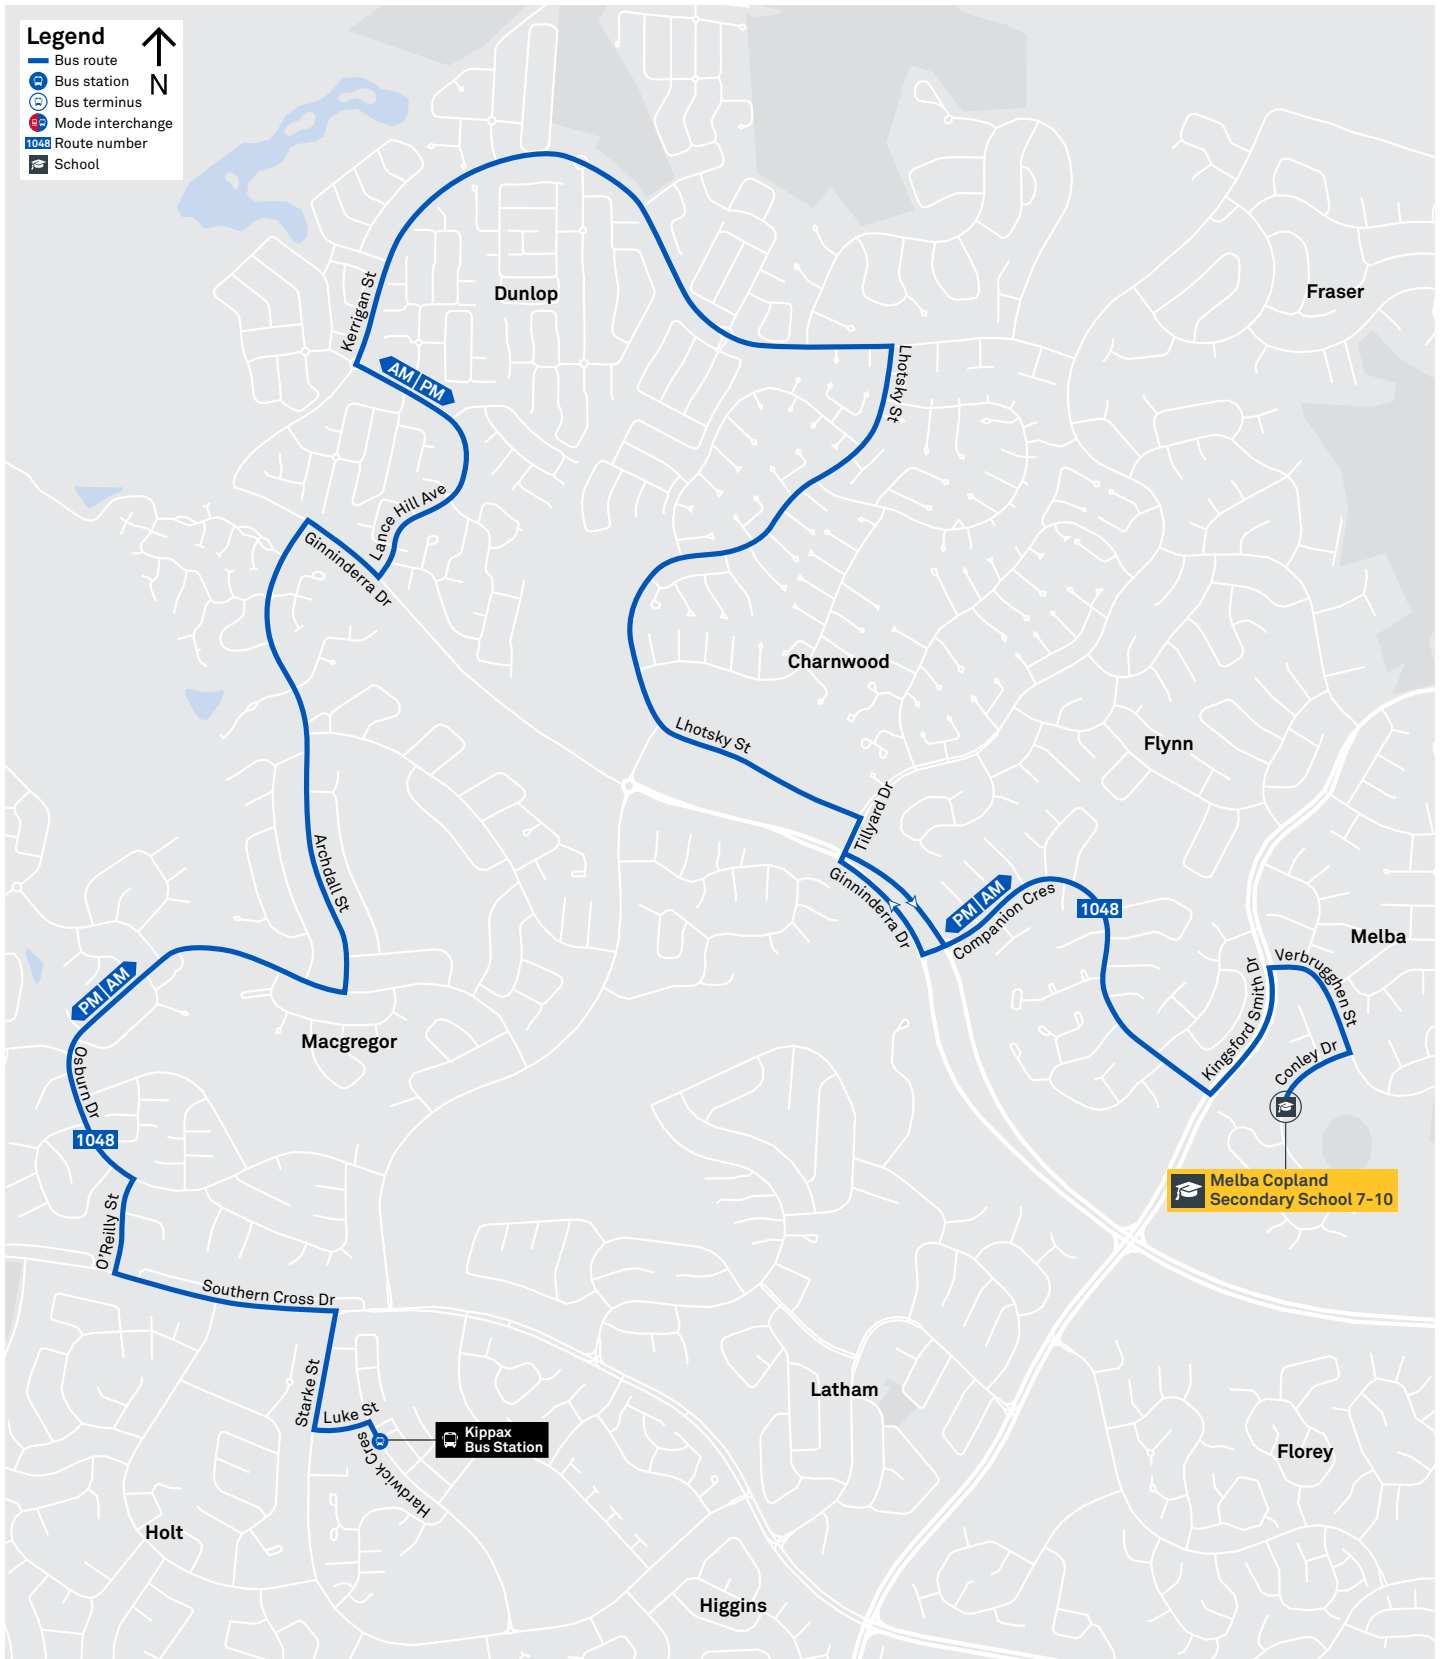 Legend
Bus route
Bus station
Bus terminus
Mode interchange
1048 Route number
School
N
Dunlop
Fraser
Kerrigan St
AM PM
Lhotsky St
Lance Hill Ave
Ginninderra Dr
Charnwood
Lhotsky St
Flynn
Tillyard Dr
Archdall St
Ginninderra Dr
PM AM
Companion Cres
1048
Melba
Verbrugghen St
Kingsford Smith Dr
PM AM
Macgregor
Conley Dr
Osburn Dr
1048
Melba Copland
Secondary School 7-10
O'Reilly St
Southern Cross Dr
Starke St
Latham
Luke St
Kippax
Bus Station
Hardwick Cres
Florey
Holt
Higgins